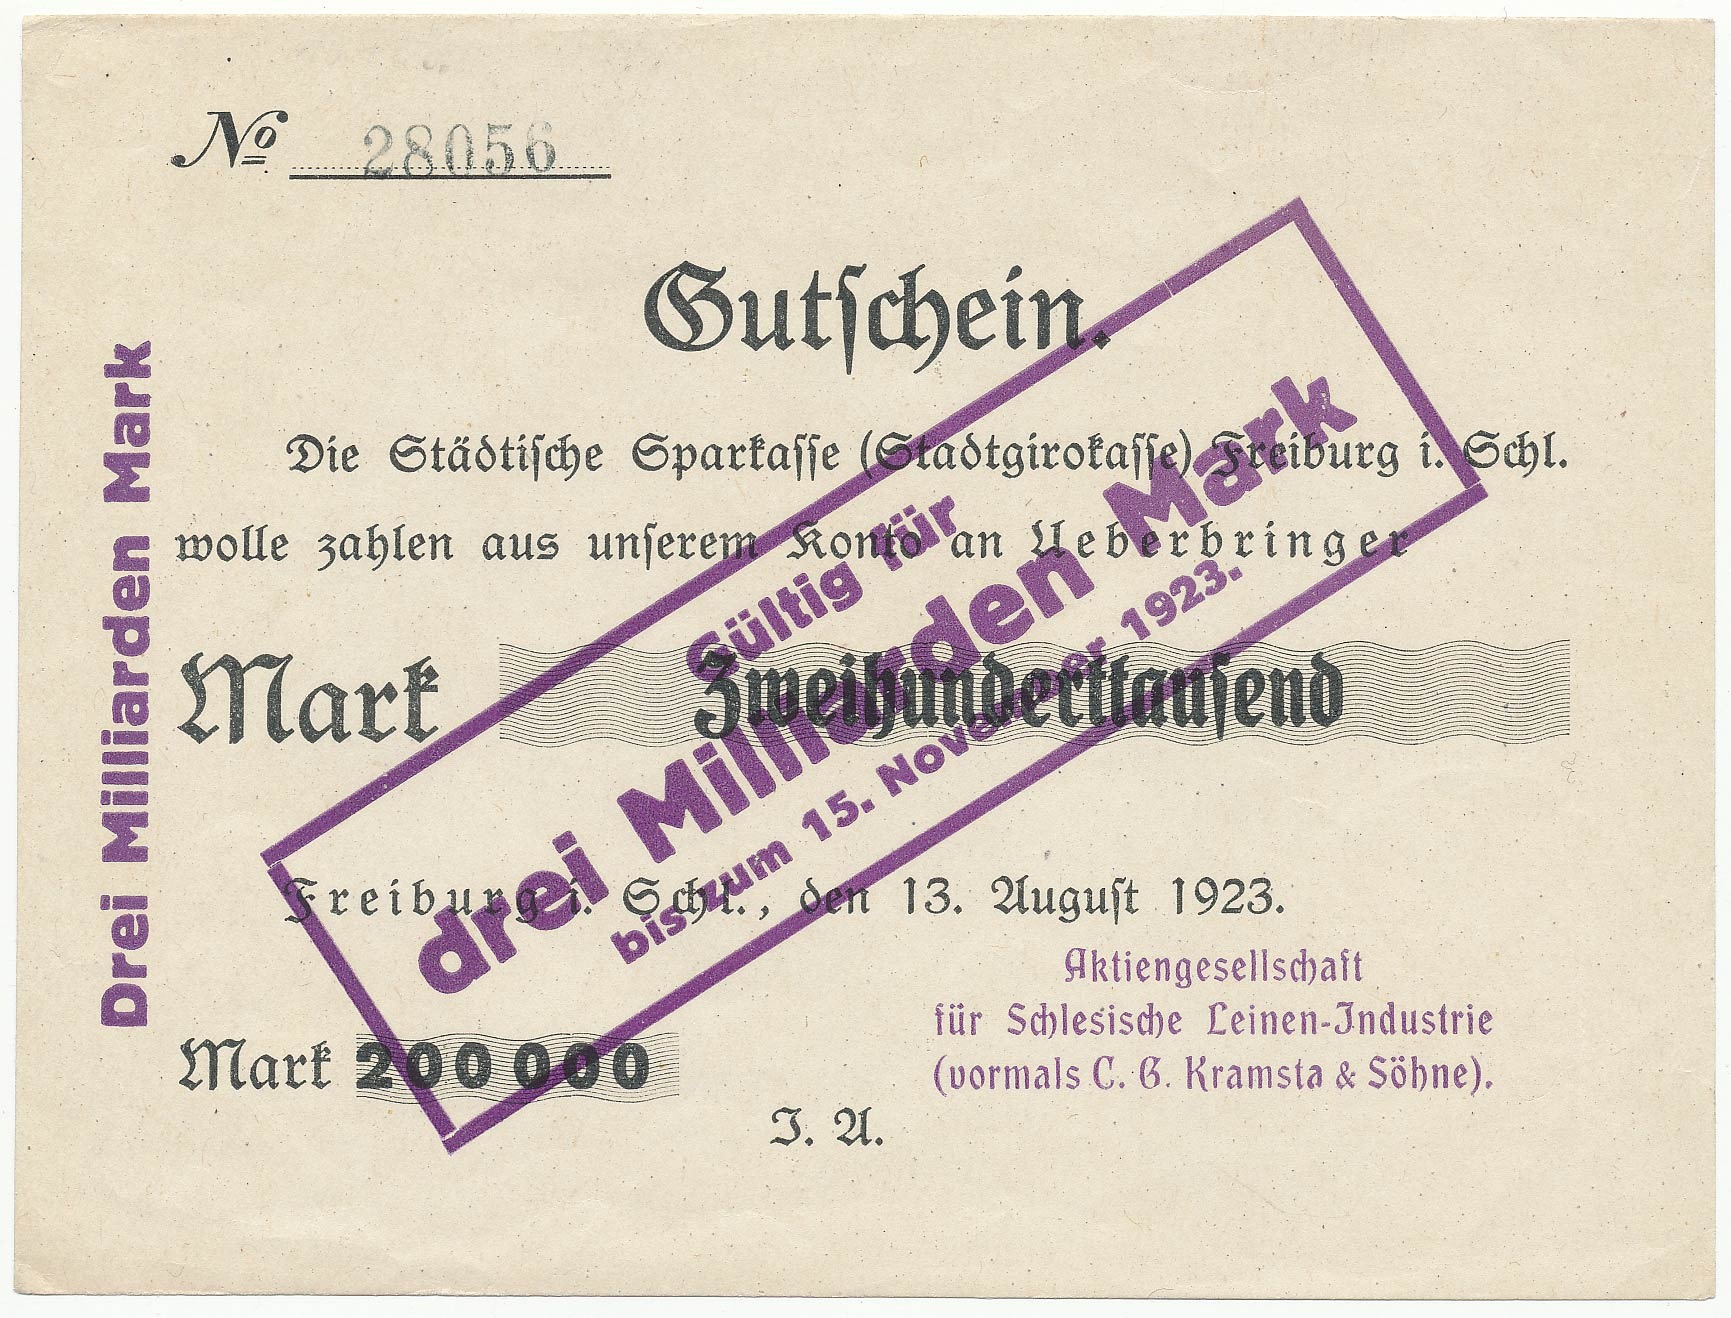 No 28056
Gutschein.
Die Städtische Sparkasse (Stadtgirokasse) Freiburg i. Schl.
wolle zahlen aus unserem Konto an Ueberbringer
Mark Zweihunderttausend
Freiburg i. Schl., den 13. August 1923.
Aktiengesellschaft
für Schlesische Leinen-Industrie
(vormals C. G. Kramsta & Söhne).
Mark 200000
I. A.
Gültig für
drei Milliarden Mark
bis zum 15. November 1923.
Drei Milliarden Mark